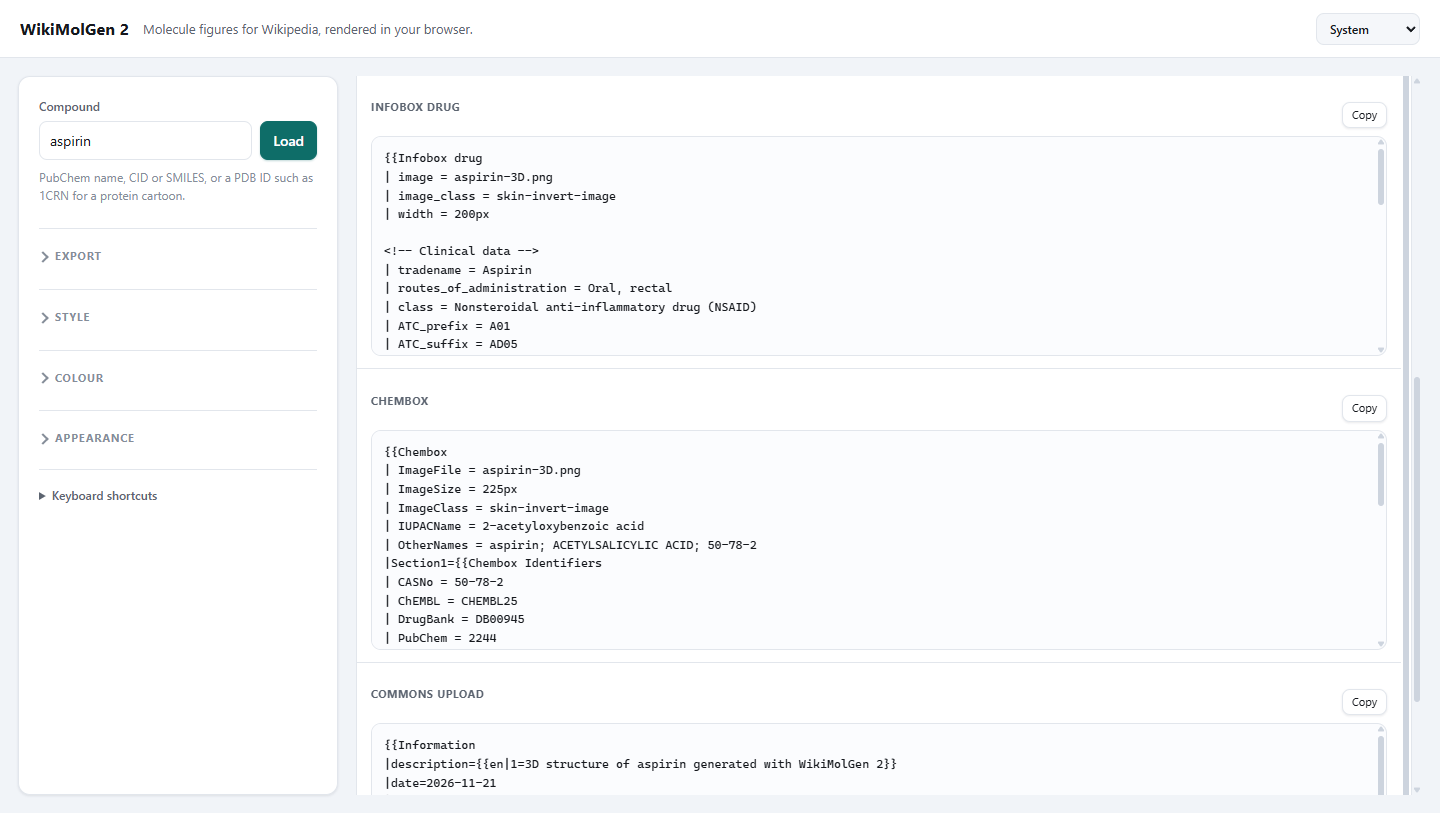 WikiMolGen 2 Molecule figures for Wikipedia, rendered in your browser.
System
Compound
aspirin
Load
PubChem name, CID or SMILES, or a PDB ID such as
1CRN for a protein cartoon.
EXPORT
STYLE
COLOUR
APPEARANCE
Keyboard shortcuts
INFOBOX DRUG
Copy
{{Infobox drug
| image = aspirin-3D.png
| image_class = skin-invert-image
| width = 200px
<!-- Clinical data -->
| tradename = Aspirin
| routes_of_administration = Oral, rectal
| class = Nonsteroidal anti-inflammatory drug (NSAID)
| ATC_prefix = A01
| ATC_suffix = AD05
CHEMBOX
Copy
{{Chembox
| ImageFile = aspirin-3D.png
| ImageSize = 225px
| ImageClass = skin-invert-image
| IUPACName = 2-acetyloxybenzoic acid
| OtherNames = aspirin; ACETYLSALICYLIC ACID; 50-78-2
|Section1={{Chembox Identifiers
| CASNo = 50-78-2
| ChEMBL = CHEMBL25
| DrugBank = DB00945
| PubChem = 2244
COMMONS UPLOAD
Copy
{{Information
|description={{en|1=3D structure of aspirin generated with WikiMolGen 2}}
|date=2026-11-21